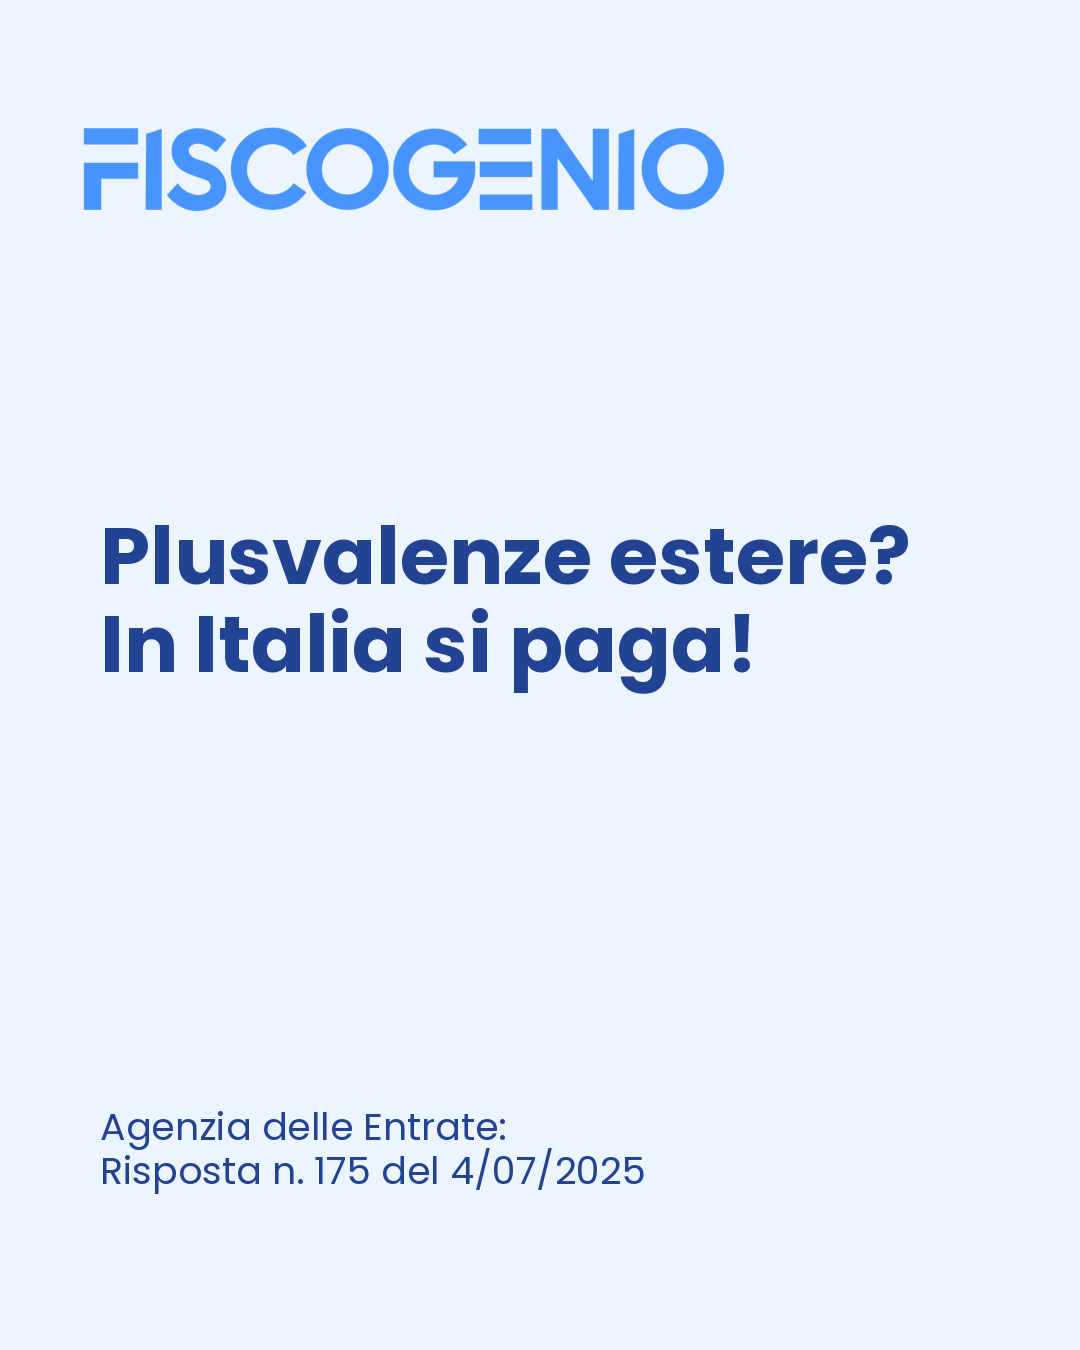 FISCOGENIO
Plusvalenze estere?
In Italia si paga!
Agenzia delle Entrate:
Risposta n. 175 del 4/07/2025